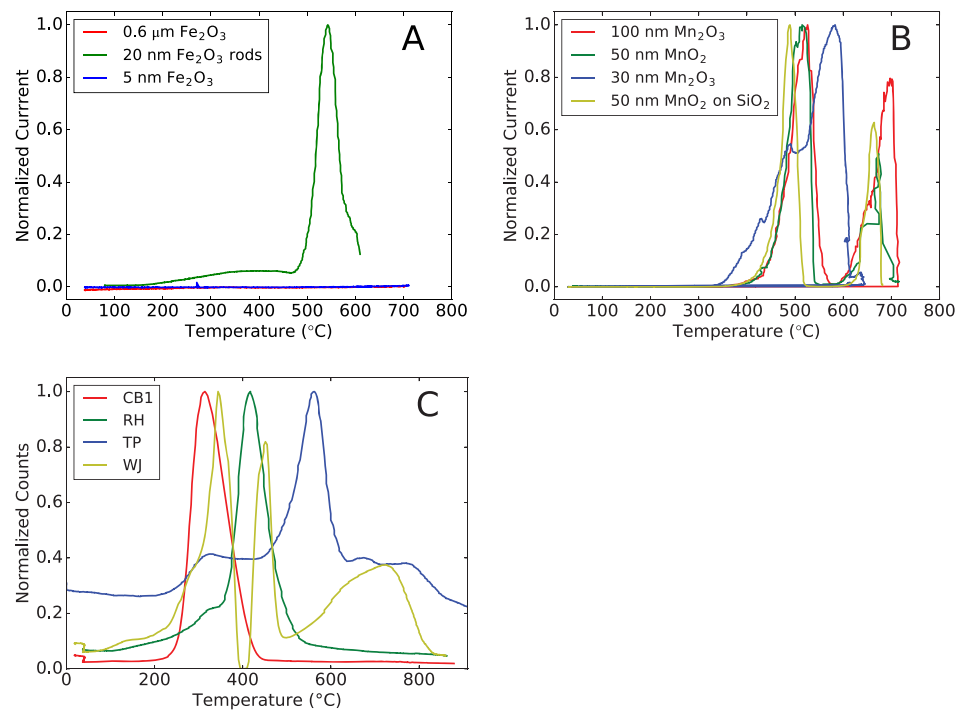 A
0.6 μm Fe₂O₃
20 nm Fe₂O₃ rods
5 nm Fe₂O₃
1.0
0.8
0.6
0.4
0.2
0.0
Normalized Currrent
0 100 200 300 400 500 600 700 800
Temperature (°C)
B
100 nm Mn₂O₃
50 nm MnO₂
30 nm Mn₂O₃
50 nm MnO₂ on SiO₂
1.0
0.8
0.6
0.4
0.2
0.0
Normalized Currrent
0 100 200 300 400 500 600 700 800
Temperature (°C)
C
CB1
RH
TP
WJ
1.0
0.8
0.6
0.4
0.2
0.0
Normalized Counts
0 200 400 600 800
Temperature (°C)